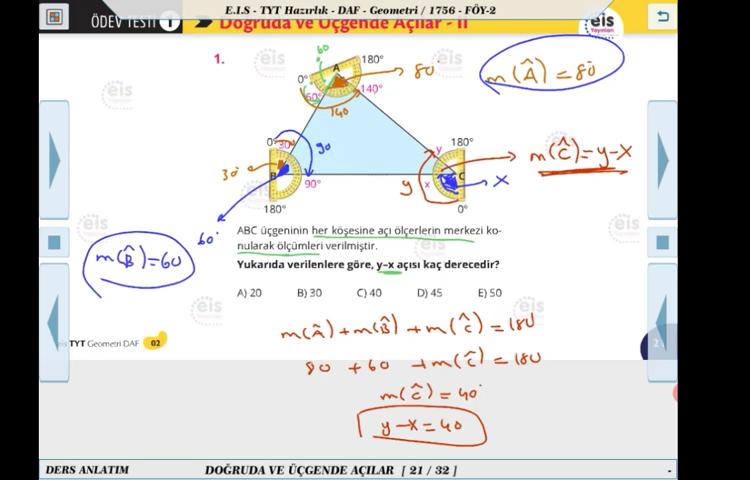 E.I.S - TYT Hazırlık - DAF - Geometri / 1756 - FÖY-2
ÖDEV TESTİ 1
Doğruda ve Üçgende Açılar - II
eis
Yayınları
1.
eis
60
A
180°
80°
m(Â) = 80°
0°
60°
140°
140
0°
30°
90
y
180°
m(Ĉ) = y-x
30°
B
90°
y
x
C
x
180°
0°
60°
m(B̂) = 60
ABC üçgeninin her köşesine açı ölçerlerin merkezi ko-
nularak ölçümleri verilmiştir.
Yukarıda verilenlere göre, y–x açısı kaç derecedir?
A) 20 B) 30 C) 40 D) 45 E) 50
m(Â) + m(B̂) + m(Ĉ) = 180
80 + 60 + m(Ĉ) = 180
m(Ĉ) = 40°
y-x = 40
eis TYT Geometri DAF 02
DERS ANLATIM DOĞRUDA VE ÜÇGENDE AÇILAR [ 21 / 32 ] -